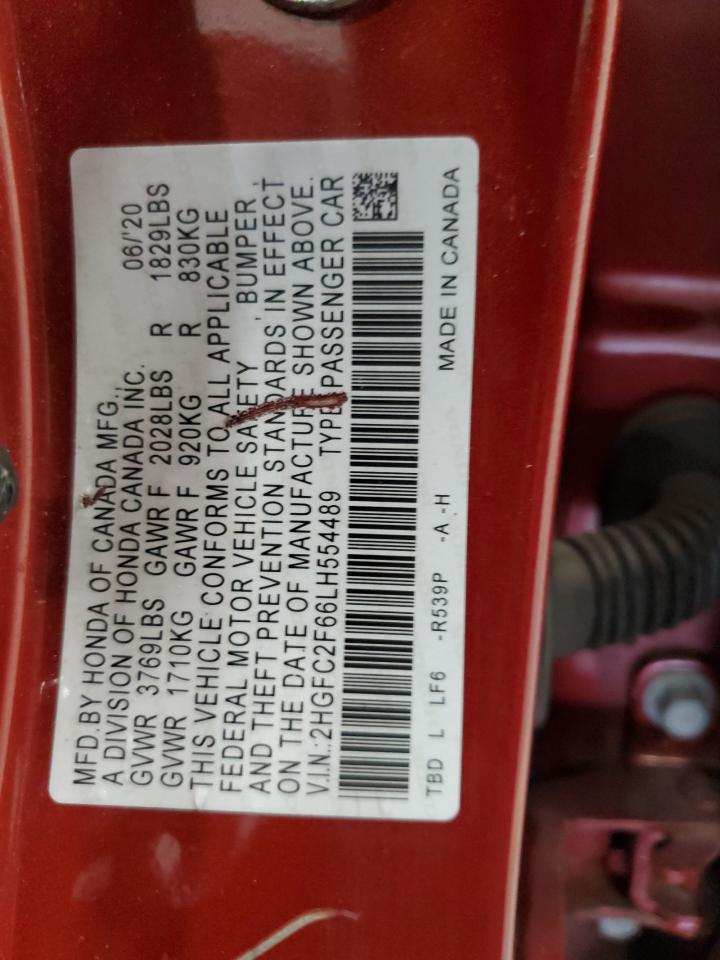 MFD.BY HONDA OF CANADA MFG., 06/'20
A DIVISION OF HONDA CANADA INC.
GVWR 3769LBS GAWR F 2028LBS R 1829LBS
GVWR 1710KG GAWR F 920KG R 830KG
THIS VEHICLE CONFORMS TO ALL APPLICABLE
FEDERAL MOTOR VEHICLE SAFETY, BUMPER,
AND THEFT PREVENTION STANDARDS IN EFFECT
ON THE DATE OF MANUFACTURE SHOWN ABOVE.
V.I.N.:2HGFC2F66LH554489 TYPE:PASSENGER CAR
TBD L LF6 -R539P -A -H MADE IN CANADA